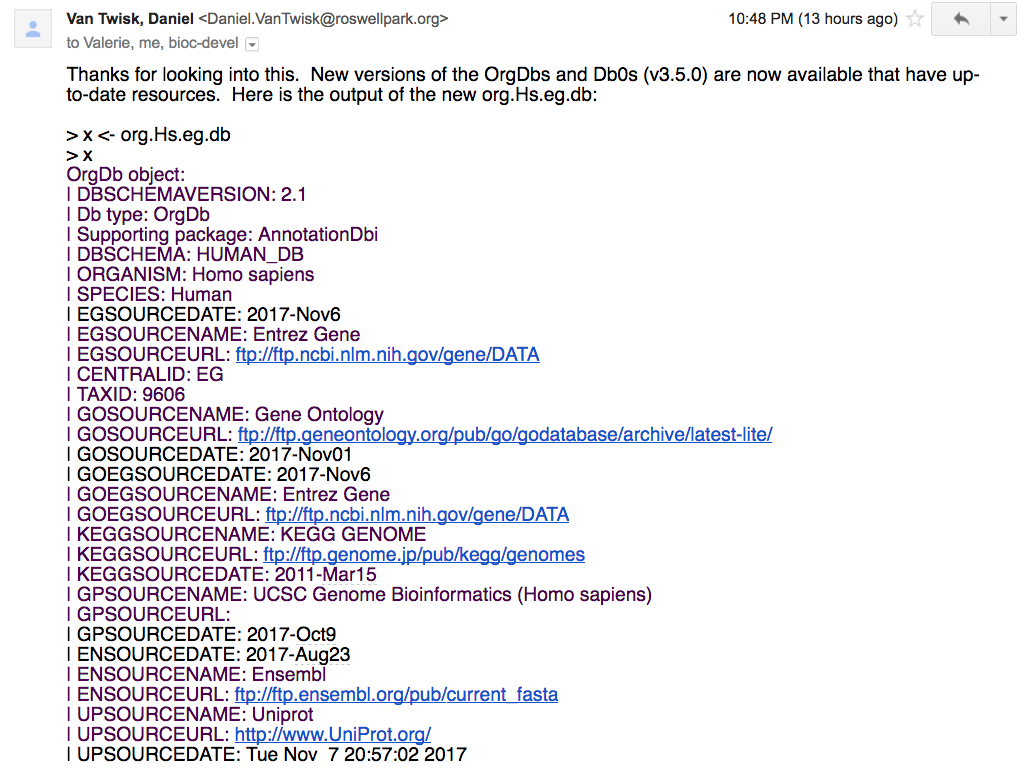 Van Twisk, Daniel <Daniel.VanTwisk@roswellpark.org> 10:48 PM (13 hours ago)
to Valerie, me, bioc-devel
Thanks for looking into this.  New versions of the OrgDbs and Db0s (v3.5.0) are now available that have up-
to-date resources.  Here is the output of the new org.Hs.eg.db:
> x <- org.Hs.eg.db
> x
OrgDb object:
| DBSCHEMAVERSION: 2.1
| Db type: OrgDb
| Supporting package: AnnotationDbi
| DBSCHEMA: HUMAN_DB
| ORGANISM: Homo sapiens
| SPECIES: Human
| EGSOURCEDATE: 2017-Nov6
| EGSOURCENAME: Entrez Gene
| EGSOURCEURL: ftp://ftp.ncbi.nlm.nih.gov/gene/DATA
| CENTRALID: EG
| TAXID: 9606
| GOSOURCENAME: Gene Ontology
| GOSOURCEURL: ftp://ftp.geneontology.org/pub/go/godatabase/archive/latest-lite/
| GOSOURCEDATE: 2017-Nov01
| GOEGSOURCEDATE: 2017-Nov6
| GOEGSOURCENAME: Entrez Gene
| GOEGSOURCEURL: ftp://ftp.ncbi.nlm.nih.gov/gene/DATA
| KEGGSOURCENAME: KEGG GENOME
| KEGGSOURCEURL: ftp://ftp.genome.jp/pub/kegg/genomes
| KEGGSOURCEDATE: 2011-Mar15
| GPSOURCENAME: UCSC Genome Bioinformatics (Homo sapiens)
| GPSOURCEURL:
| GPSOURCEDATE: 2017-Oct9
| ENSOURCEDATE: 2017-Aug23
| ENSOURCENAME: Ensembl
| ENSOURCEURL: ftp://ftp.ensembl.org/pub/current_fasta
| UPSOURCENAME: Uniprot
| UPSOURCEURL: http://www.UniProt.org/
| UPSOURCEDATE: Tue Nov  7 20:57:02 2017